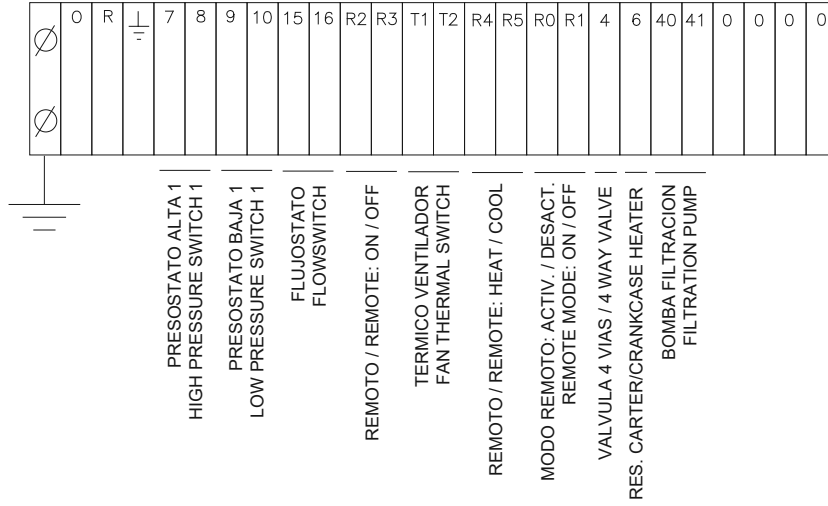 0 R 7 8 9 10 15 16 R2 R3 T1 T2 R4 R5 R0 R1 4 6 40 41 0 0 0 0
PRESOSTATO ALTA 1
HIGH PRESSURE SWITCH 1
PRESOSTATO BAJA 1
LOW PRESSURE SWITCH 1
FLUJOSTATO
FLOWSWITCH
REMOTO / REMOTE: ON / OFF
TERMICO VENTILADOR
FAN THERMAL SWITCH
REMOTO / REMOTE: HEAT / COOL
MODO REMOTO: ACTIV. / DESACT.
REMOTE MODE: ON / OFF
VALVULA 4 VIAS / 4 WAY VALVE
RES. CARTER/CRANKCASE HEATER
BOMBA FILTRACION
FILTRATION PUMP